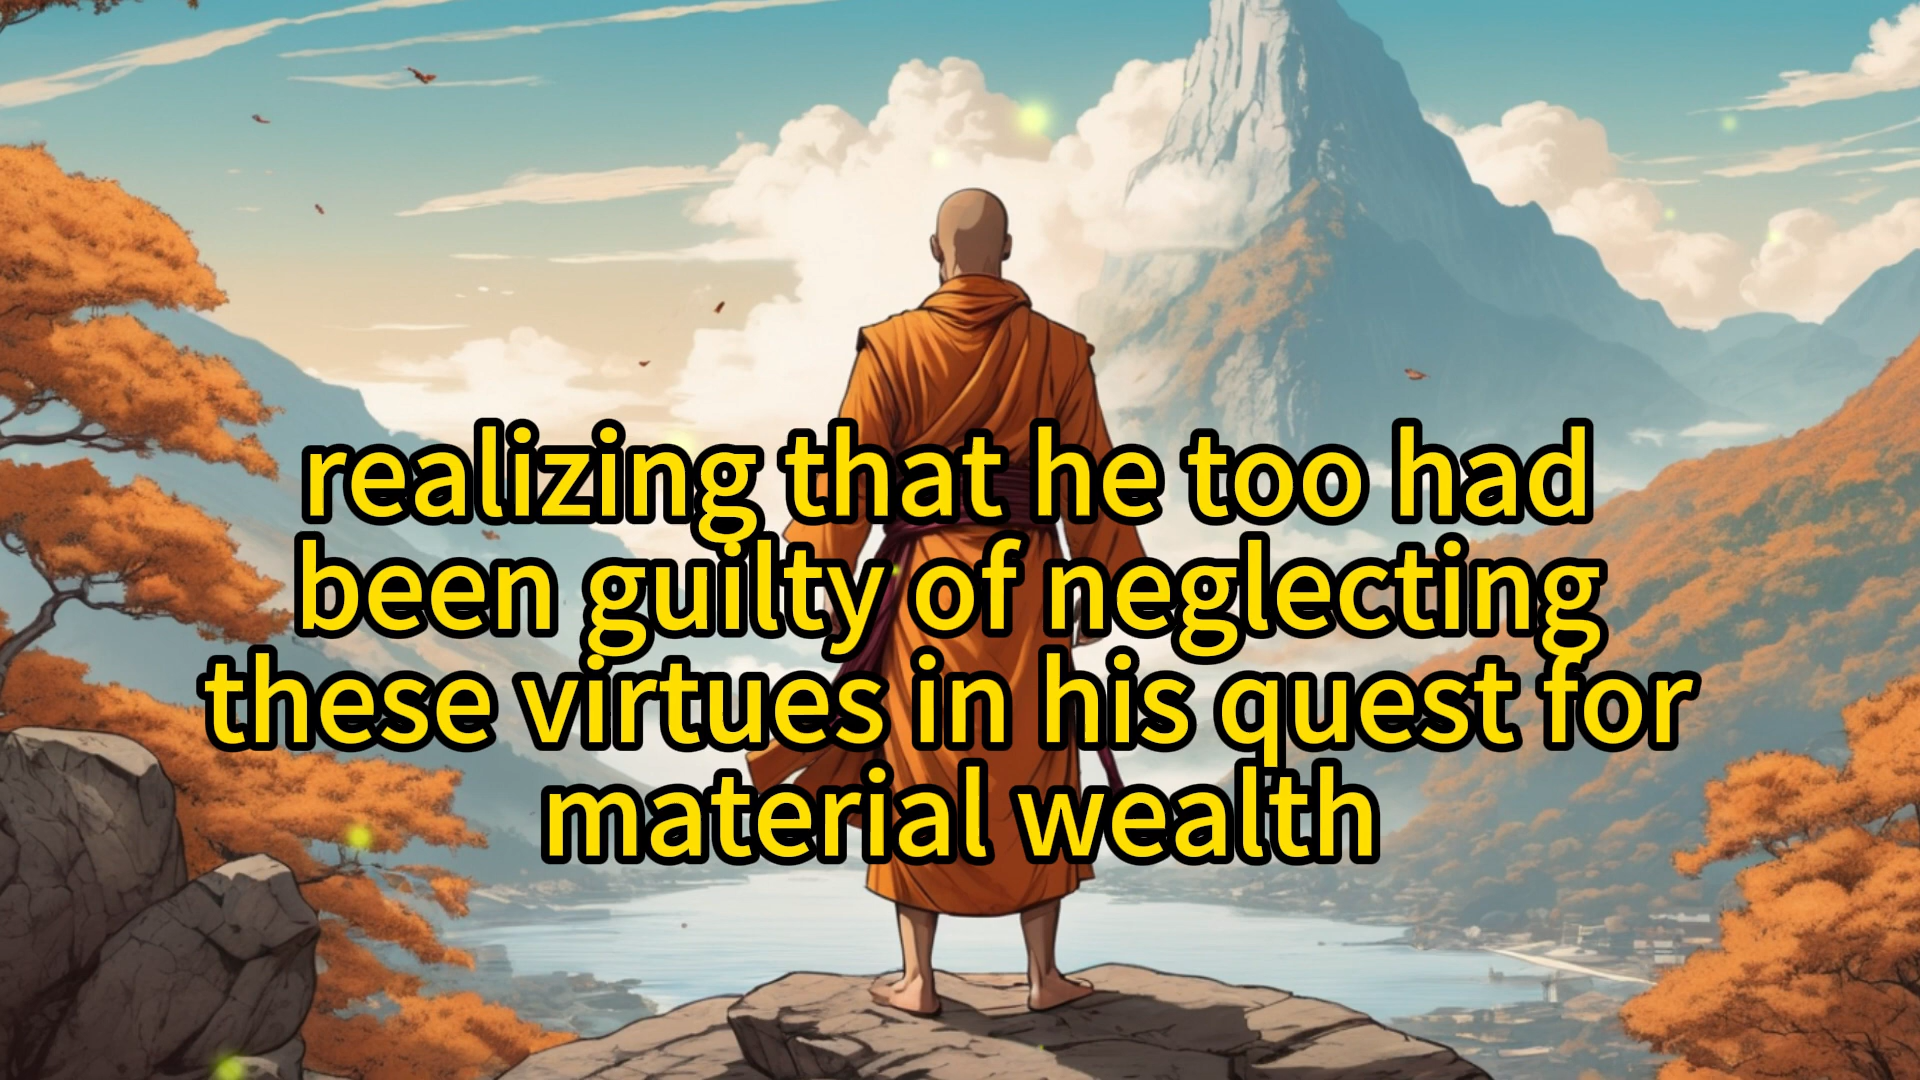 realizing that he too had
been guilty of neglecting
these virtues in his quest for
material wealth